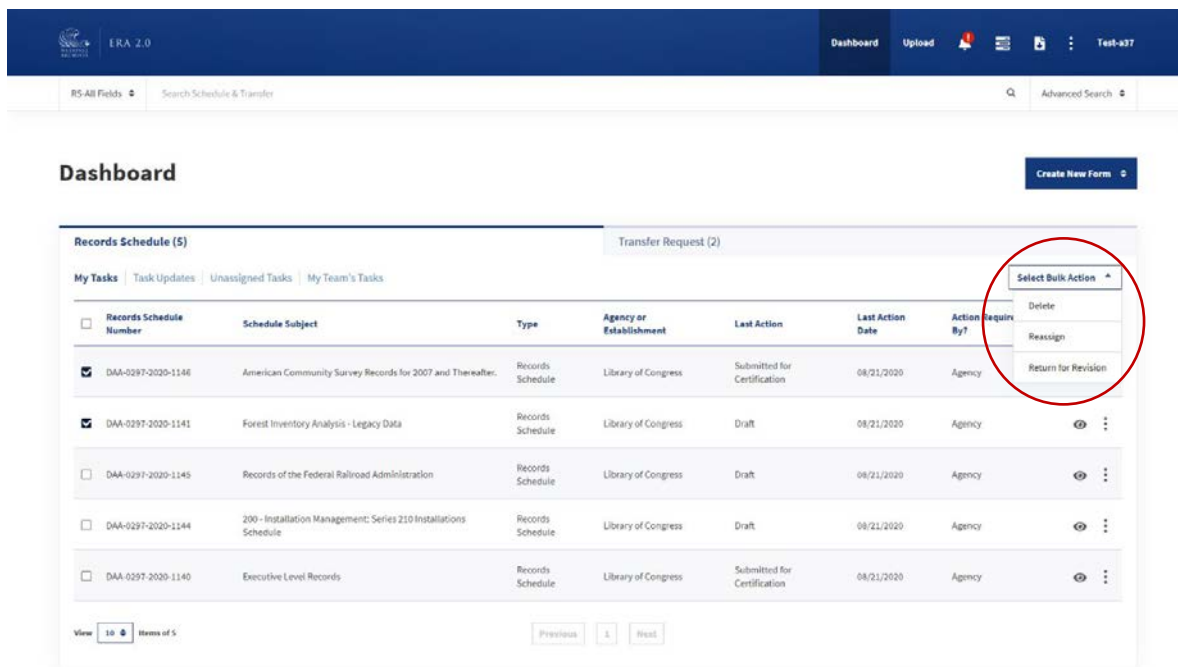 ERA 2.0
Dashboard Upload Test-a37
RS-All Fields Search Schedule & Transfer Advanced Search
Dashboard
Create New Form
Records Schedule (5) Transfer Request (2)
My Tasks Task Updates Unassigned Tasks My Team's Tasks
Select Bulk Action
Delete
Reassign
Return for Revision
Records Schedule
Number
Schedule Subject
Type
Agency or
Establishment
Last Action
Last Action
Date
Action Require
By?
DAA-0297-2020-1146 American Community Survey Records for 2007 and Thereafter. Records
Schedule
Library of Congress
Submitted for
Certification
08/21/2020 Agency
DAA-0297-2020-1141 Forest Inventory Analysis - Legacy Data
Records
Schedule
Library of Congress Draft 08/21/2020 Agency
DAA-0297-2020-1145 Records of the Federal Railroad Administration
Records
Schedule
Library of Congress Draft 08/21/2020 Agency
DAA-0297-2020-1144
200 - Installation Management: Series 210 Installations
Schedule
Records
Schedule
Library of Congress Draft 08/21/2020 Agency
DAA-0297-2020-1140 Executive Level Records
Records
Schedule
Library of Congress
Submitted for
Certification
08/21/2020 Agency
View 10 Items of 5 Previous 1 Next